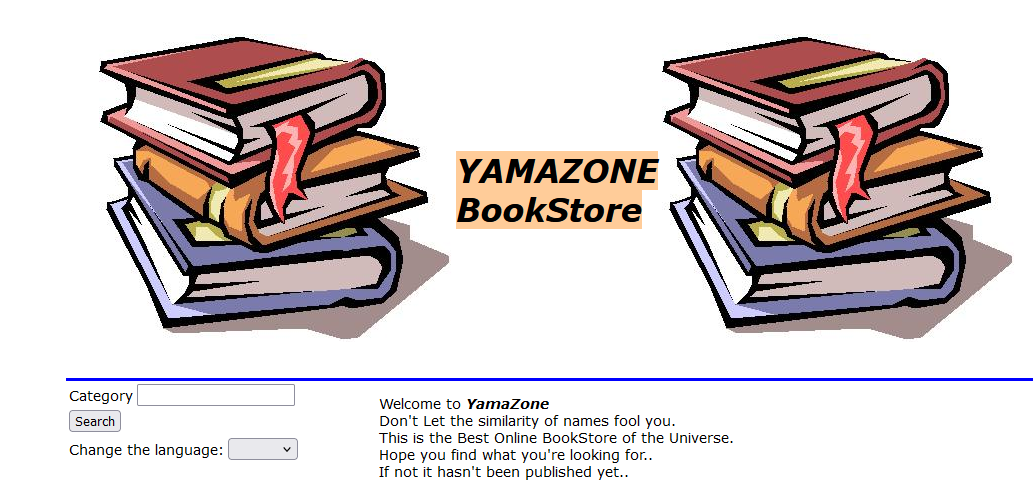 YAMAZONE
BookStore
Category
Search
Change the language:
Welcome to YamaZone
Don't Let the similarity of names fool you.
This is the Best Online BookStore of the Universe.
Hope you find what you're looking for..
If not it hasn't been published yet..